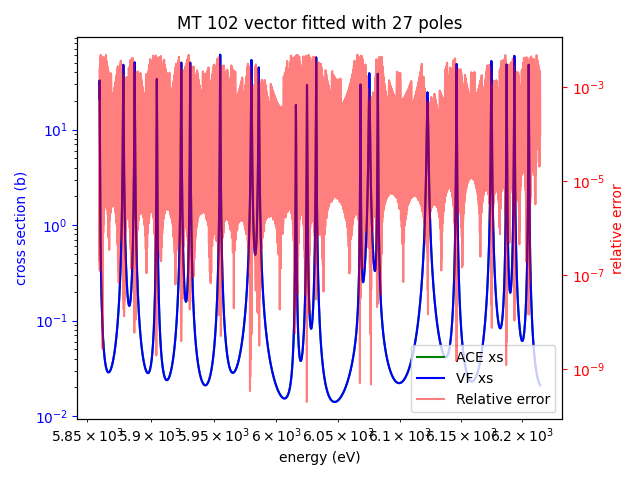 MT 102 vector fitted with 27 poles
cross section (b)
10¹
10⁰
10⁻¹
10⁻²
10⁻³
10⁻⁵
10⁻⁷
10⁻⁹
relative error
ACE xs
VF xs
Relative error
5.85 × 10³ 5.9 × 10³ 5.95 × 10³ 6 × 10³ 6.05 × 10³ 6.1 × 10³ 6.15 × 10³ 6.2 × 10³
energy (eV)